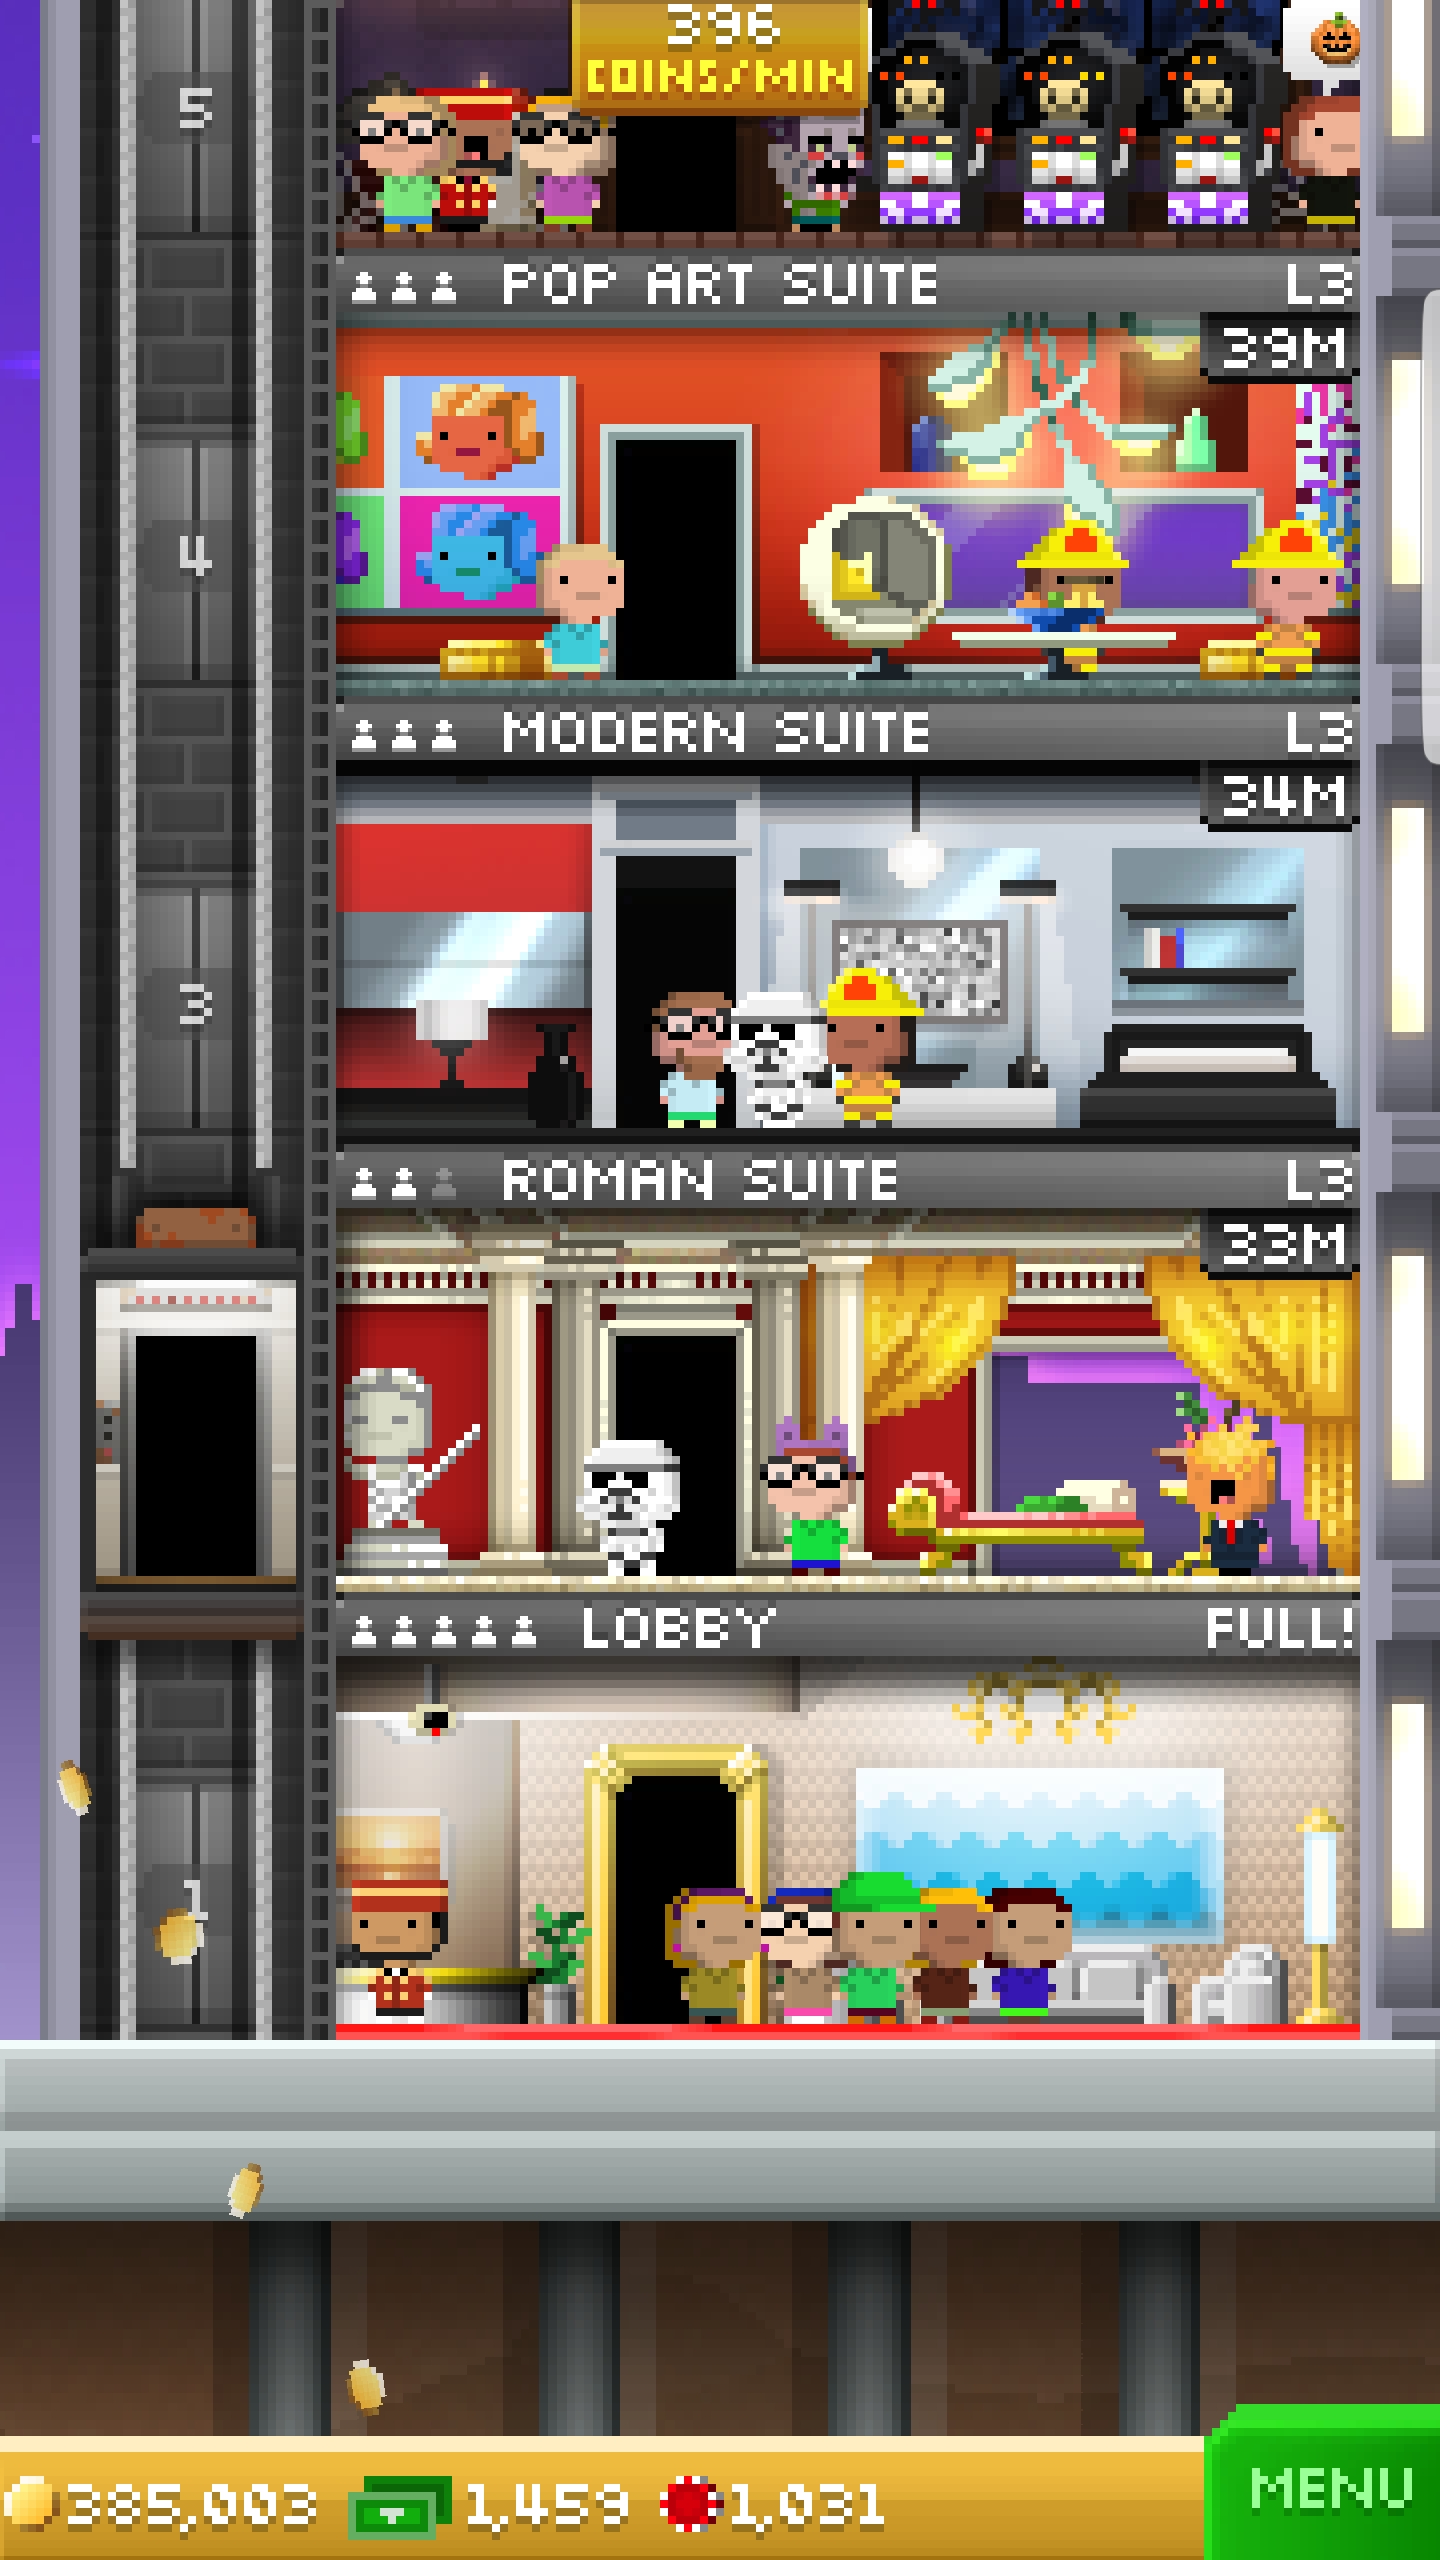 396
COINS/MIN
5
POP ART SUITE L3
39M
4
MODERN SUITE L3
34M
3
ROMAN SUITE L3
33M
LOBBY FULL!
1
385,003 1,459 1,031
MENU